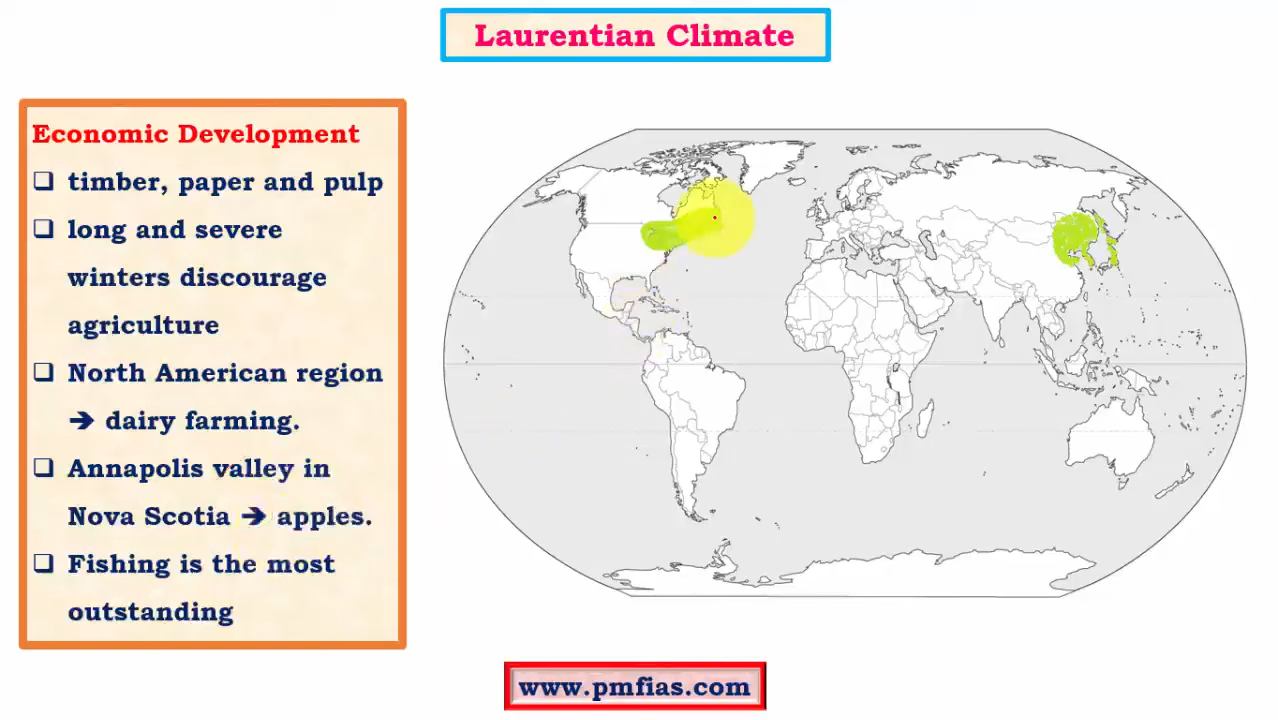 Laurentian Climate
Economic Development
❑ timber, paper and pulp
❑ long and severe
winters discourage
agriculture
❑ North American region
➔ dairy farming.
❑ Annapolis valley in
Nova Scotia ➔ apples.
❑ Fishing is the most
outstanding
www.pmfias.com